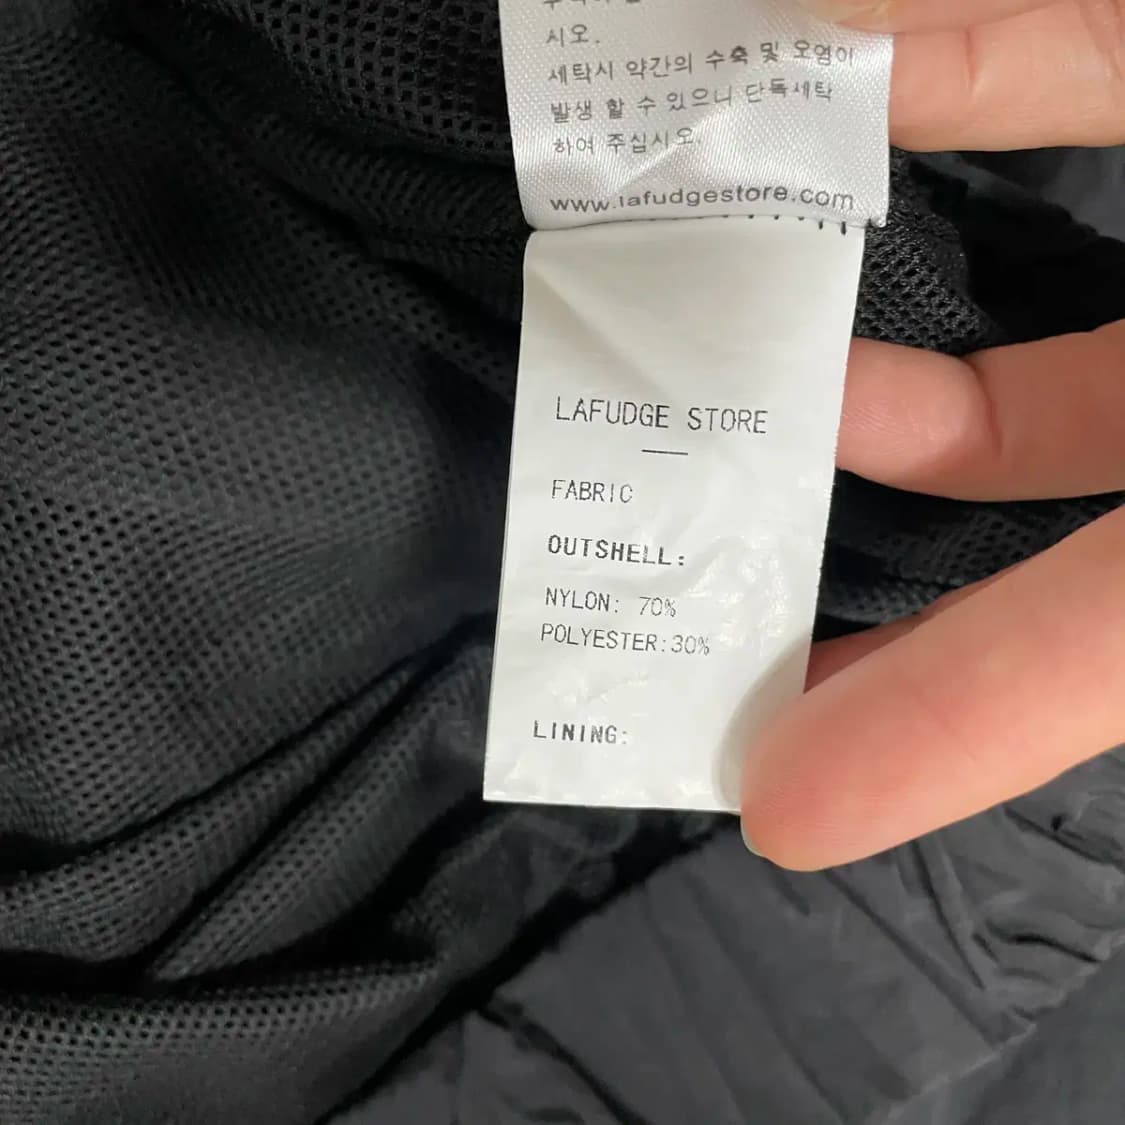 시오.
세탁시 약간의 수축 및 오염이
발생 할 수 있으니 단독세탁
하여 주십시오.
www.lafudgestore.com
LAFUDGE STORE
FABRIC
OUTSHELL:
NYLON: 70%
POLYESTER:30%
LINING: